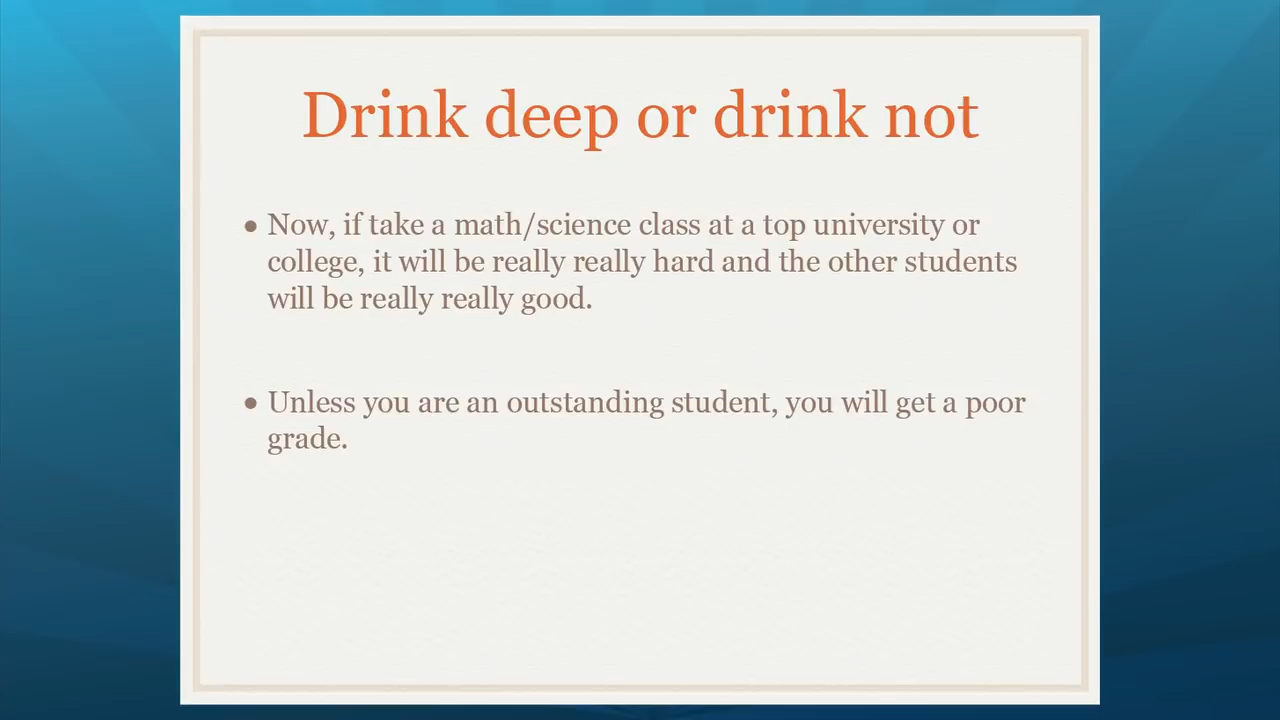 Drink deep or drink not
• Now, if take a math/science class at a top university or
college, it will be really really hard and the other students
will be really really good.
• Unless you are an outstanding student, you will get a poor
grade.